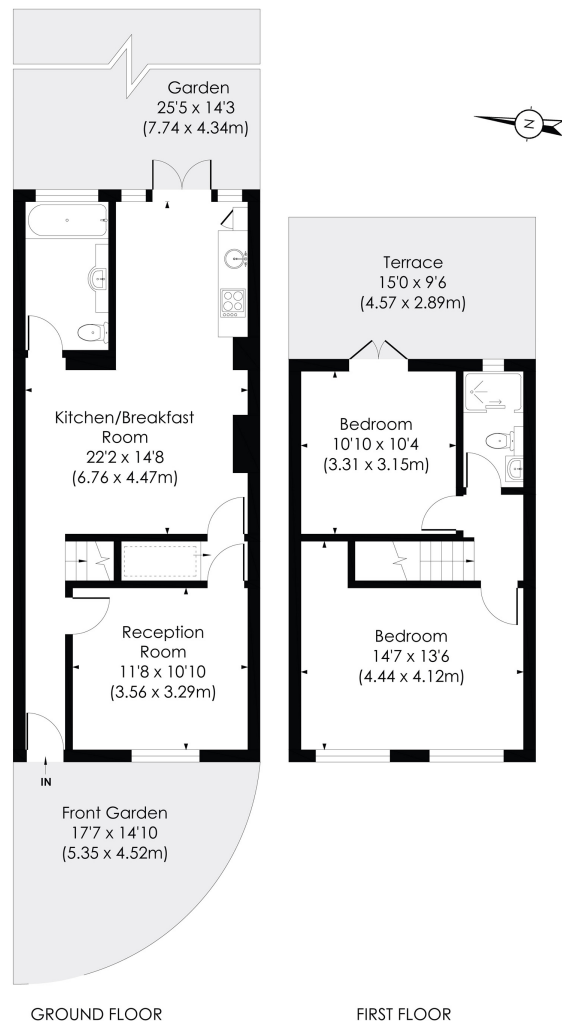 Garden
25'5 x 14'3
(7.74 x 4.34m)
N
Terrace
15'0 x 9'6
(4.57 x 2.89m)
Kitchen/Breakfast
Room
22'2 x 14'8
(6.76 x 4.47m)
Bedroom
10'10 x 10'4
(3.31 x 3.15m)
Reception
Room
11'8 x 10'10
(3.56 x 3.29m)
Bedroom
14'7 x 13'6
(4.44 x 4.12m)
IN
Front Garden
17'7 x 14'10
(5.35 x 4.52m)
GROUND FLOOR
FIRST FLOOR